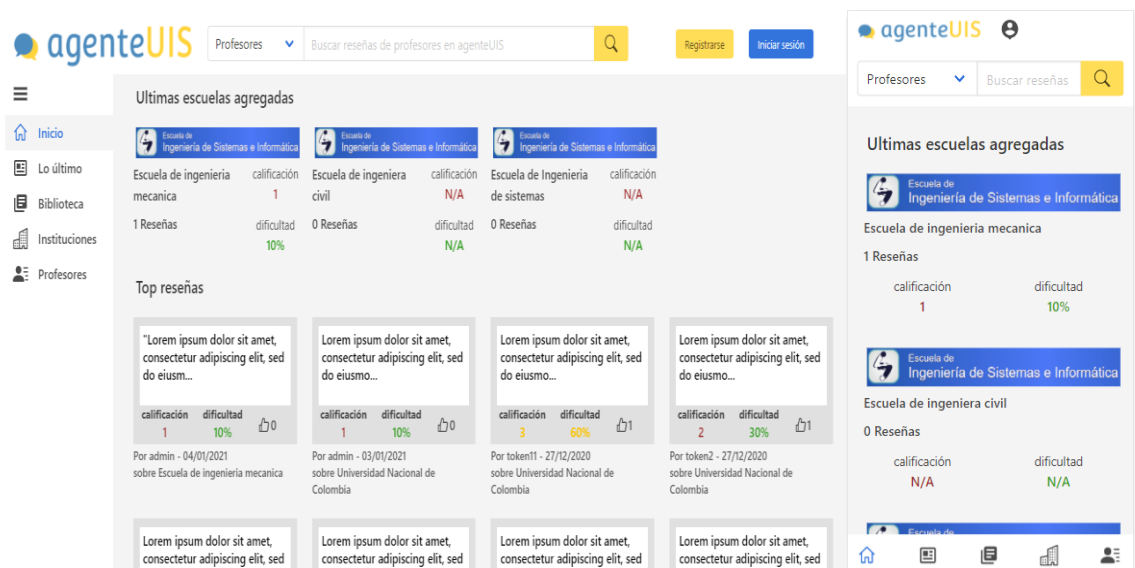 agenteUIS
Profesores
Buscar reseñas de profesores en agenteUIS
Registrarse
Iniciar sesión
Inicio
Lo último
Biblioteca
Instituciones
Profesores
Ultimas escuelas agregadas
Escuela de
Ingeniería de Sistemas e Informática
Escuela de ingenieria
mecanica
calificación
1
1 Reseñas
dificultad
10%
Escuela de
Ingeniería de Sistemas e Informática
Escuela de ingeniera
civil
calificación
N/A
0 Reseñas
dificultad
N/A
Escuela de
Ingeniería de Sistemas e Informática
Escuela de Ingenieria
de sistemas
calificación
N/A
0 Reseñas
dificultad
N/A
Top reseñas
"Lorem ipsum dolor sit amet,
consectetur adipiscing elit, sed
do eiusm...
calificación dificultad
1 10% 0
Por admin - 04/01/2021
sobre Escuela de ingenieria mecanica
Lorem ipsum dolor sit amet,
consectetur adipiscing elit, sed
do eiusmo...
calificación dificultad
1 10% 0
Por admin - 03/01/2021
sobre Universidad Nacional de
Colombia
Lorem ipsum dolor sit amet,
consectetur adipiscing elit, sed
do eiusmo...
calificación dificultad
3 60% 1
Por token11 - 27/12/2020
sobre Universidad Nacional de
Colombia
Lorem ipsum dolor sit amet,
consectetur adipiscing elit, sed
do eiusmo...
calificación dificultad
2 30% 1
Por token2 - 27/12/2020
sobre Universidad Nacional de
Colombia
Lorem ipsum dolor sit amet,
consectetur adipiscing elit, sed
Lorem ipsum dolor sit amet,
consectetur adipiscing elit, sed
Lorem ipsum dolor sit amet,
consectetur adipiscing elit, sed
Lorem ipsum dolor sit amet,
consectetur adipiscing elit, sed
agenteUIS
Profesores
Buscar reseñas
Ultimas escuelas agregadas
Escuela de
Ingeniería de Sistemas e Informática
Escuela de ingenieria mecanica
1 Reseñas
calificación dificultad
1 10%
Escuela de
Ingeniería de Sistemas e Informática
Escuela de ingeniera civil
0 Reseñas
calificación dificultad
N/A N/A
Escuela de